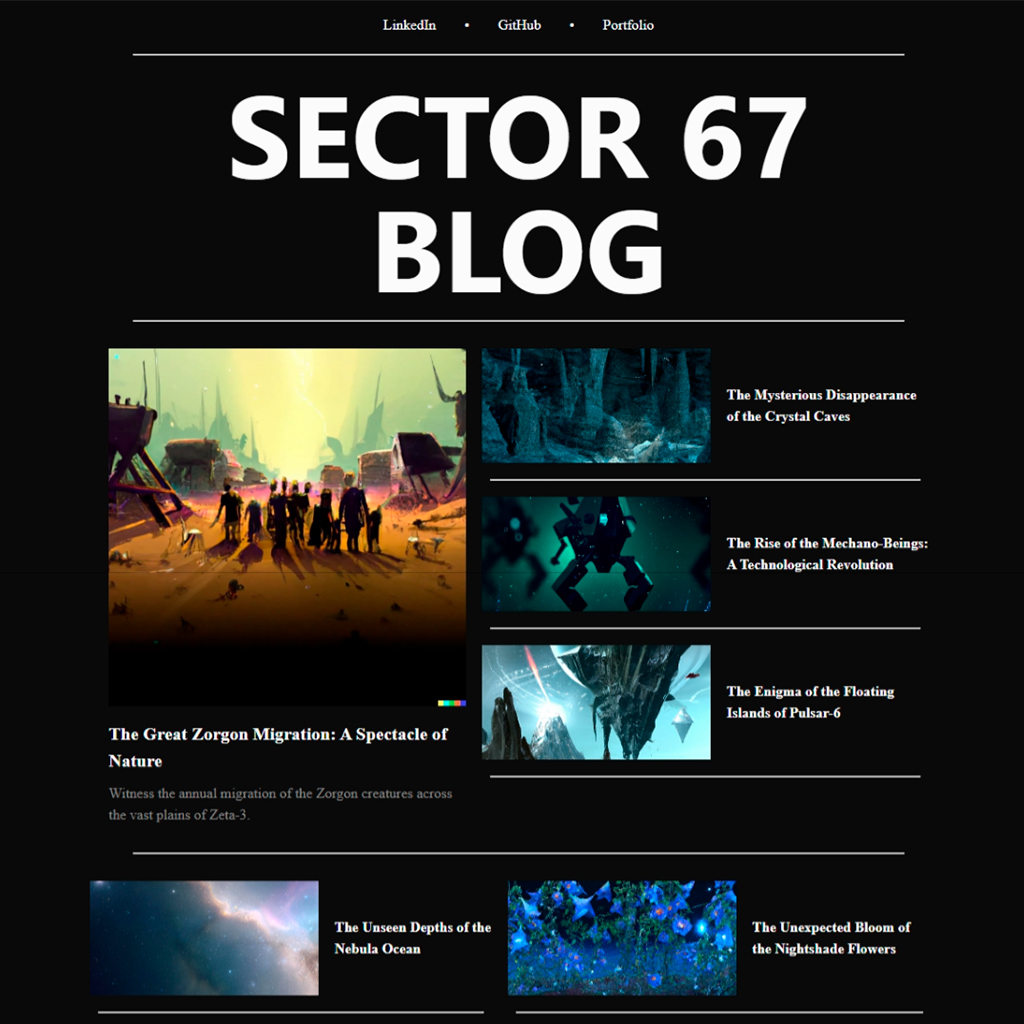 LinkedIn • GitHub • Portfolio
SECTOR 67
BLOG
The Great Zorgon Migration: A Spectacle of
Nature
Witness the annual migration of the Zorgon creatures across
the vast plains of Zeta-3.
The Mysterious Disappearance
of the Crystal Caves
The Rise of the Mechano-Beings:
A Technological Revolution
The Enigma of the Floating
Islands of Pulsar-6
The Unseen Depths of the
Nebula Ocean
The Unexpected Bloom of
the Nightshade Flowers